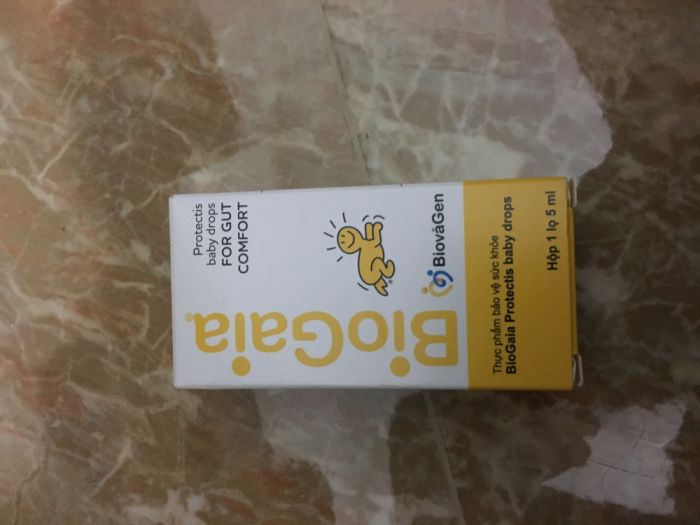 BioGaia®
Protectis
baby drops
FOR GUT
COMFORT
BiovàGen
Thực phẩm bảo vệ sức khỏe
BioGaia Protectis baby drops
Hộp 1 lọ 5 ml